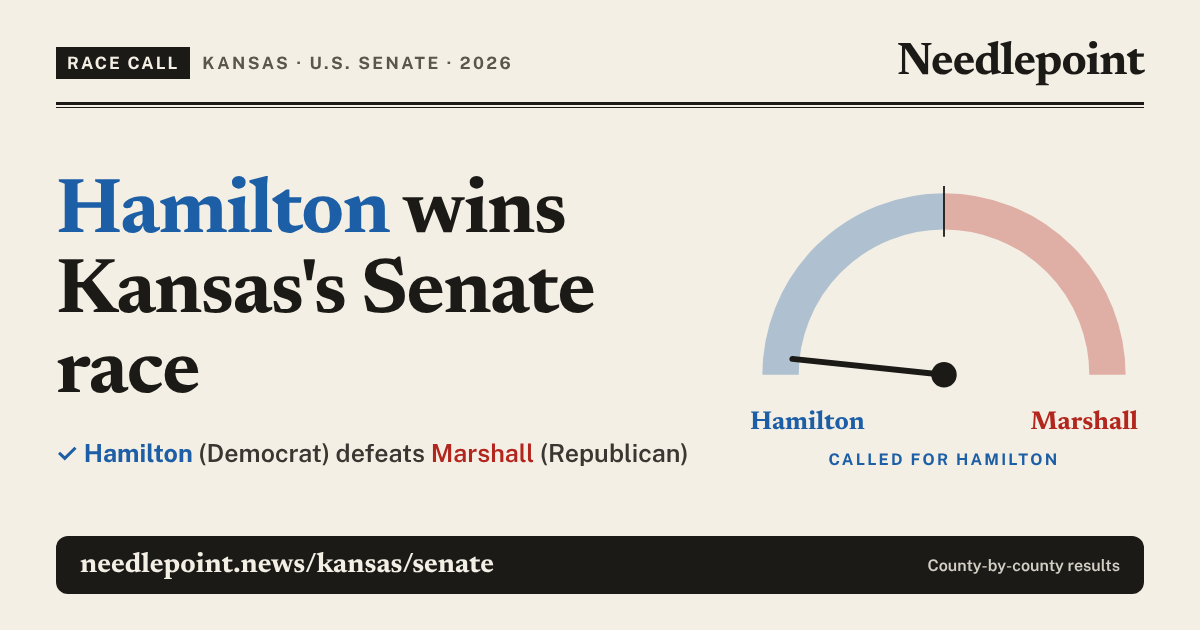 RACE CALL KANSAS · U.S. SENATE · 2026
Needlepoint
Hamilton wins
Kansas's Senate
race
✓ Hamilton (Democrat) defeats Marshall (Republican)
Hamilton
Marshall
CALLED FOR HAMILTON
needlepoint.news/kansas/senate
County-by-county results